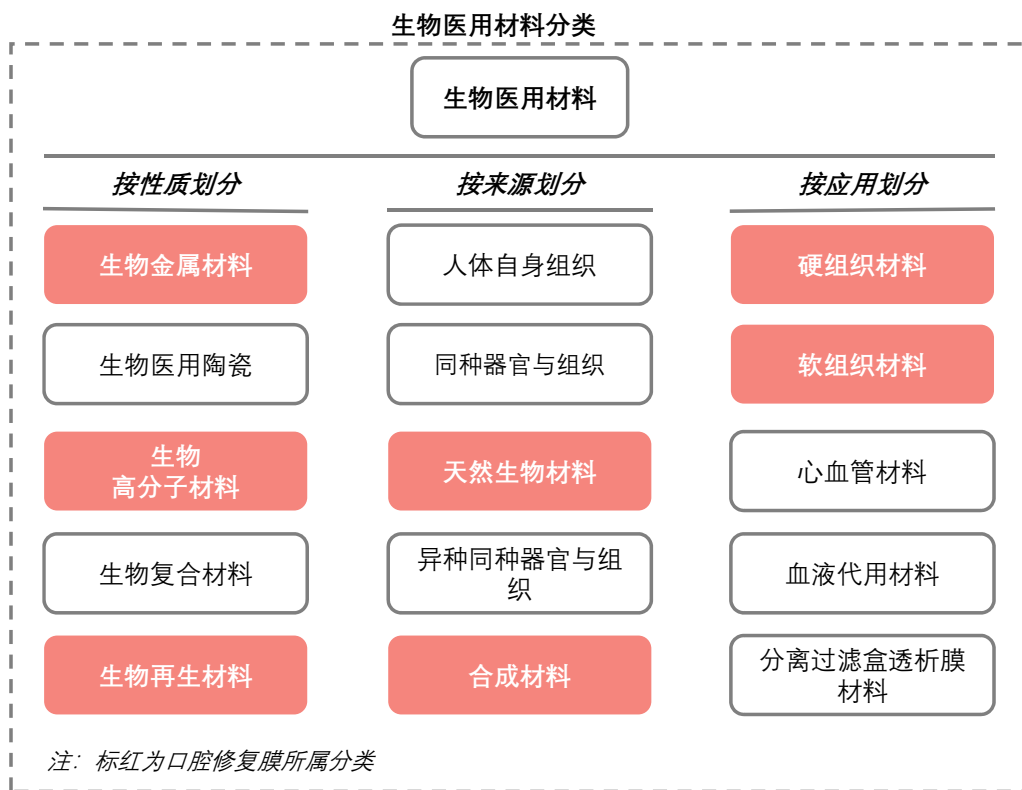 生物医用材料分类
生物医用材料
按性质划分
按来源划分
按应用划分
生物金属材料
人体自身组织
硬组织材料
生物医用陶瓷
同种器官与组织
软组织材料
生物
高分子材料
天然生物材料
心血管材料
生物复合材料
异种同种器官与组
织
血液代用材料
生物再生材料
合成材料
分离过滤盒透析膜
材料
注：标红为口腔修复膜所属分类